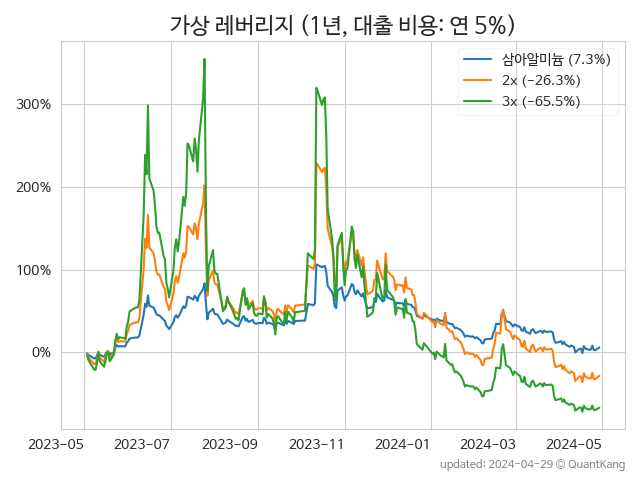 가상 레버리지 (1년, 대출 비용: 연 5%)
삼아알미늄 (7.3%)
2x (-26.3%)
3x (-65.5%)
300%
200%
100%
0%
2023-05 2023-07 2023-09 2023-11 2024-01 2024-03 2024-05
updated: 2024-04-29 © QuantKang